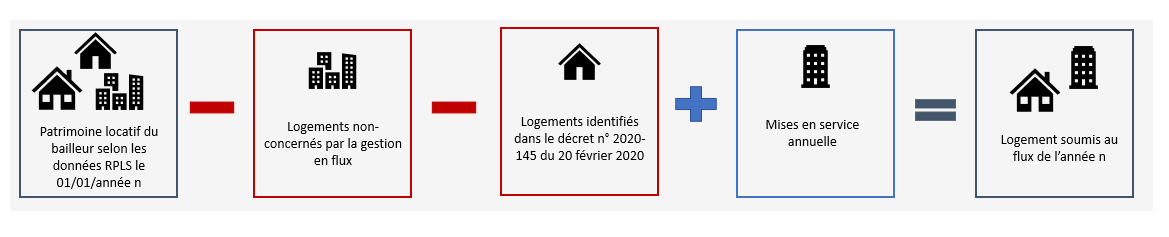 Patrimoine locatif du
bailleur selon les
données RPLS le
01/01/année n
Logements non-
concernés par la gestion
en flux
Logements identifiés
dans le décret n° 2020-
145 du 20 février 2020
Mises en service
annuelle
Logement soumis au
flux de l’année n